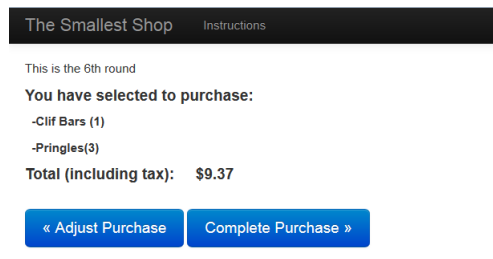 The Smallest Shop Instructions
This is the 6th round
You have selected to purchase:
-Clif Bars (1)
-Pringles(3)
Total (including tax): $9.37
« Adjust Purchase Complete Purchase »